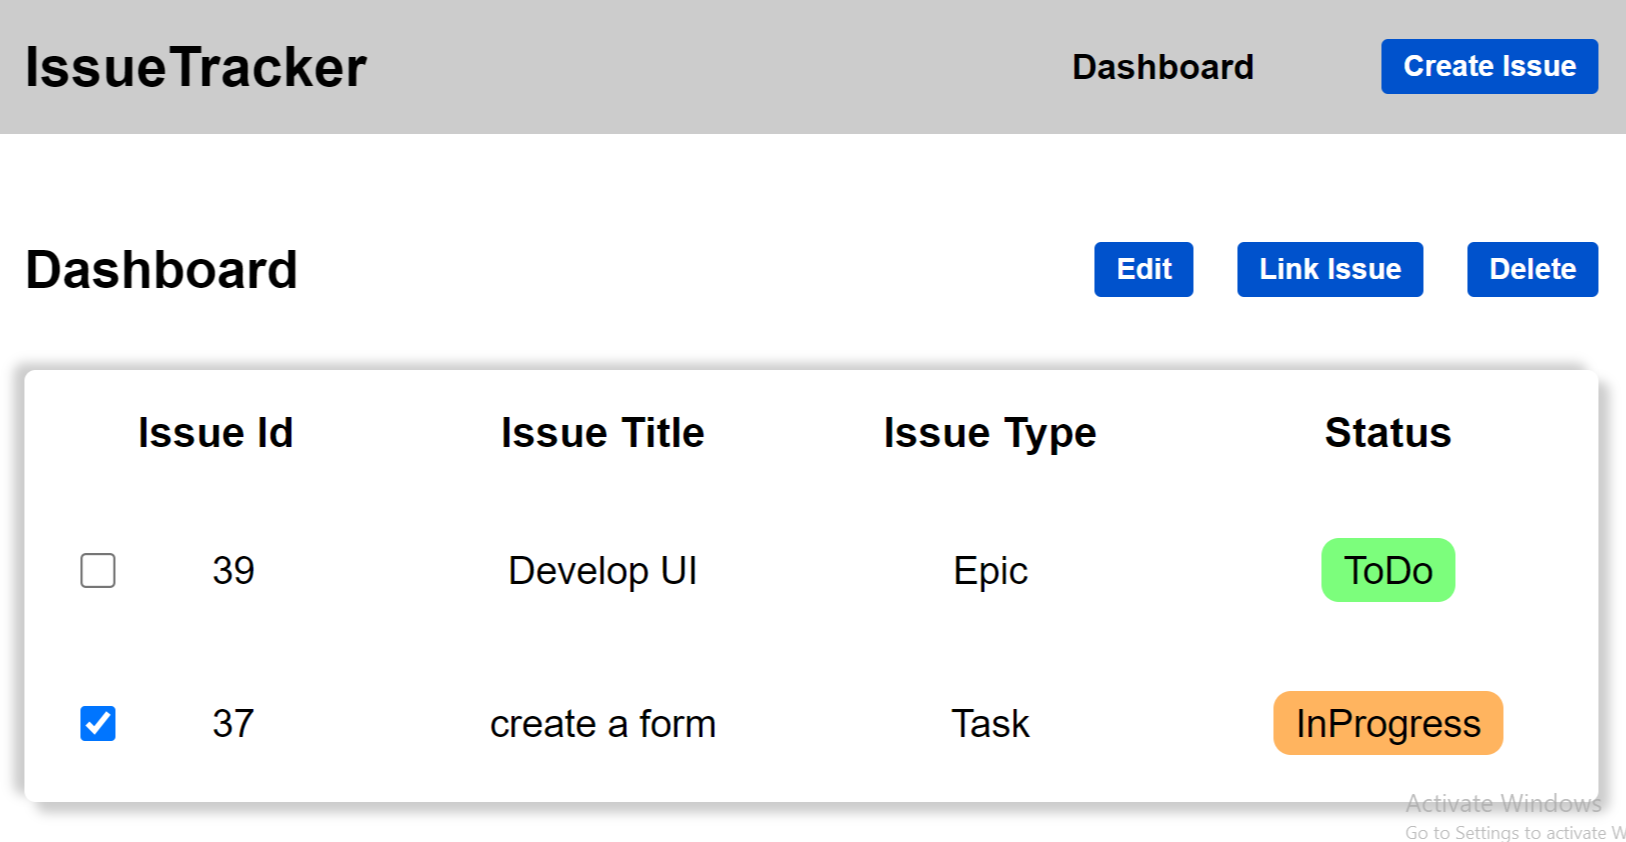 IssueTracker Dashboard Create Issue
Dashboard Edit Link Issue Delete
Issue Id Issue Title Issue Type Status
39 Develop UI Epic ToDo
37 create a form Task InProgress
Activate Windows
Go to Settings to activate W